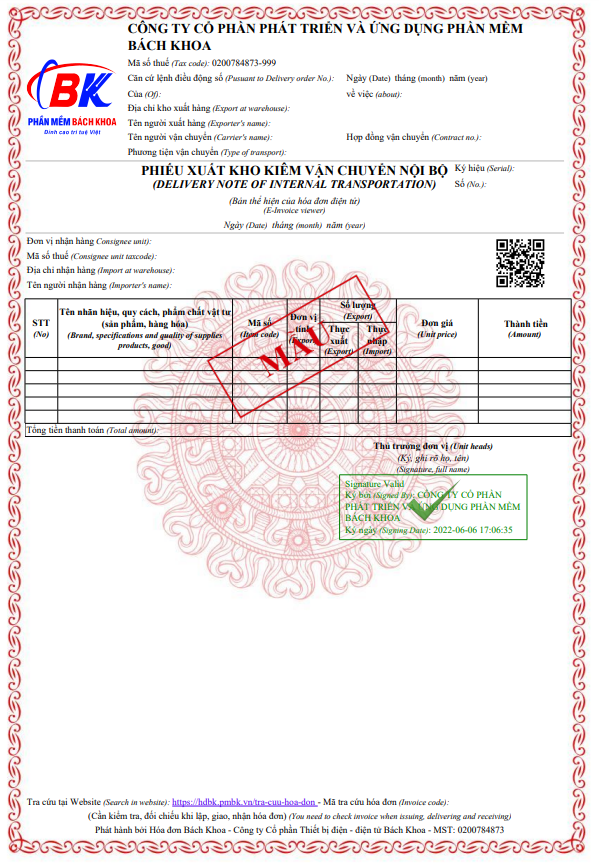 CÔNG TY CỔ PHẦN PHÁT TRIỂN VÀ ỨNG DỤNG PHẦN MỀM
BÁCH KHOA
BK
PHẦN MỀM BÁCH KHOA
Đỉnh cao trí tuệ Việt
Mã số thuế (Tax code): 0200784873-999
Căn cứ lệnh điều động số (Pusuant to Delivery order No.): Ngày (Date) tháng (month) năm (year)
Của (Of): về việc (about):
Địa chỉ kho xuất hàng (Export at warehouse):
Tên người xuất hàng (Exporter's name):
Tên người vận chuyển (Carrier's name): Hợp đồng vận chuyển (Contract no.):
Phương tiện vận chuyển (Type of transport):
PHIẾU XUẤT KHO KIÊM VẬN CHUYỂN NỘI BỘ
Ký hiệu (Serial):
(DELIVERY NOTE OF INTERNAL TRANSPORTATION)
Số (No.):
(Bản thể hiện của hóa đơn điện tử)
(E-Invoice viewer)
Ngày (Date) tháng (month) năm (year)
Đơn vị nhận hàng Consignee unit):
Mã số thuế (Consignee unit taxcode):
Địa chỉ nhận hàng (Import at warehouse):
Tên người nhận hàng (Importer's name):
STT
(No)
Tên nhãn hiệu, quy cách, phẩm chất vật tư
(sản phẩm, hàng hóa)
(Brand, specifications and quality of supplies
products, good)
Mã số
(Item code)
Đơn vị
tính
(Export)
Số lượng
(Export)
Thực
xuất
(Export)
Thực
nhập
(Import)
Đơn giá
(Unit price)
Thành tiền
(Amount)
MẪU
Tổng tiền thanh toán (Total amount):
Thủ trưởng đơn vị (Unit heads)
(Ký, ghi rõ họ, tên)
(Signature, full name)
Signature Valid
Ký bởi (Signed By): CÔNG TY CỔ PHẦN
PHÁT TRIỂN VÀ ỨNG DỤNG PHẦN MỀM
BÁCH KHOA
Ký ngày (Signing Date): 2022-06-06 17:06:35
Tra cứu tại Website (Search in website): https://hdbk.pmbk.vn/tra-cuu-hoa-don - Mã tra cứu hóa đơn (Invoice code):
(Cần kiểm tra, đối chiếu khi lập, giao, nhận hóa đơn) (You need to check invoice when issuing, delivering and receiving)
Phát hành bởi Hóa đơn Bách Khoa - Công ty Cổ phần Thiết bị điện - điện tử Bách Khoa - MST: 0200784873